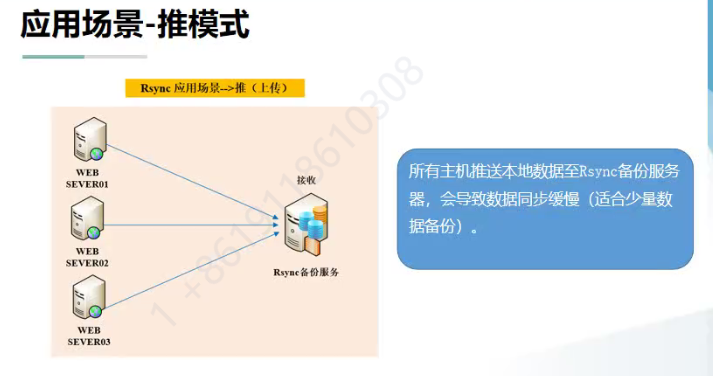 应用场景-推模式
Rsync 应用场景-->推（上传）
WEB
SEVER01
WEB
SEVER02
WEB
SEVER03
接收
Rsync备份服务
所有主机推送本地数据至Rsync备份服务
器，会导致数据同步缓慢（适合少量数
据备份）。
1 +8619118610308